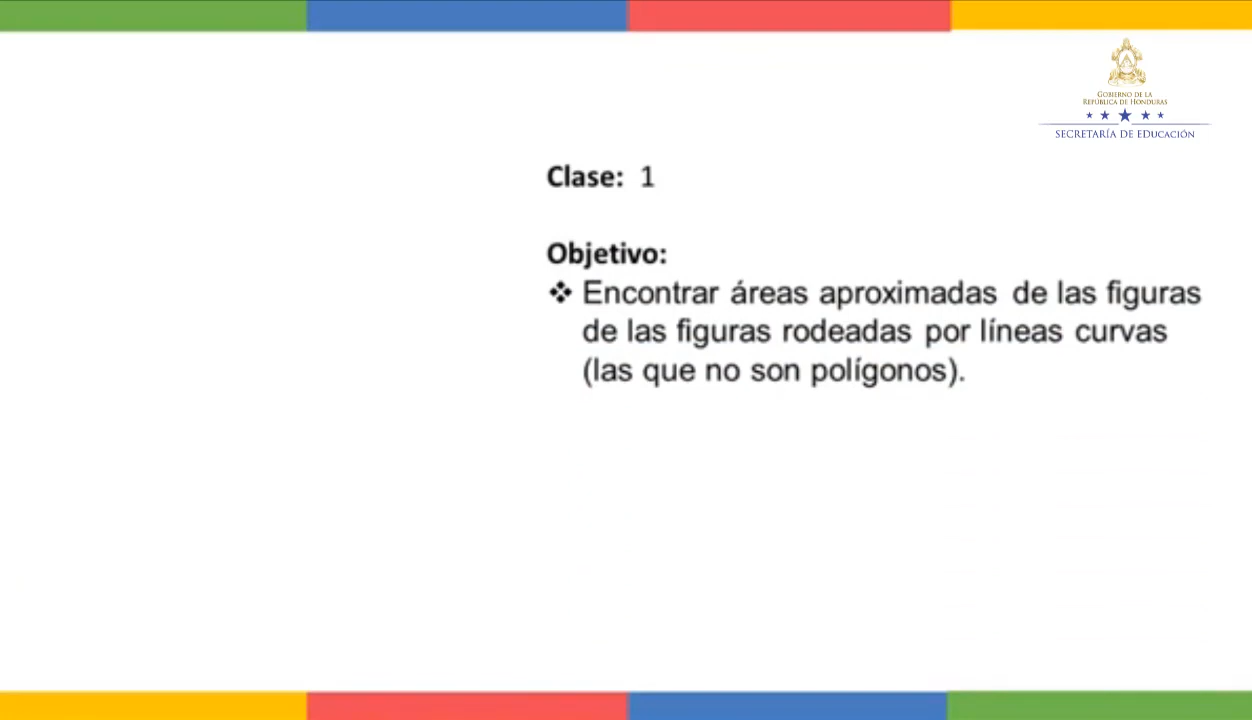 GOBIERNO DE LA
REPÚBLICA DE HONDURAS
SECRETARÍA DE EDUCACIÓN
Clase: 1
Objetivo:
❖ Encontrar áreas aproximadas de las figuras
de las figuras rodeadas por líneas curvas
(las que no son polígonos).